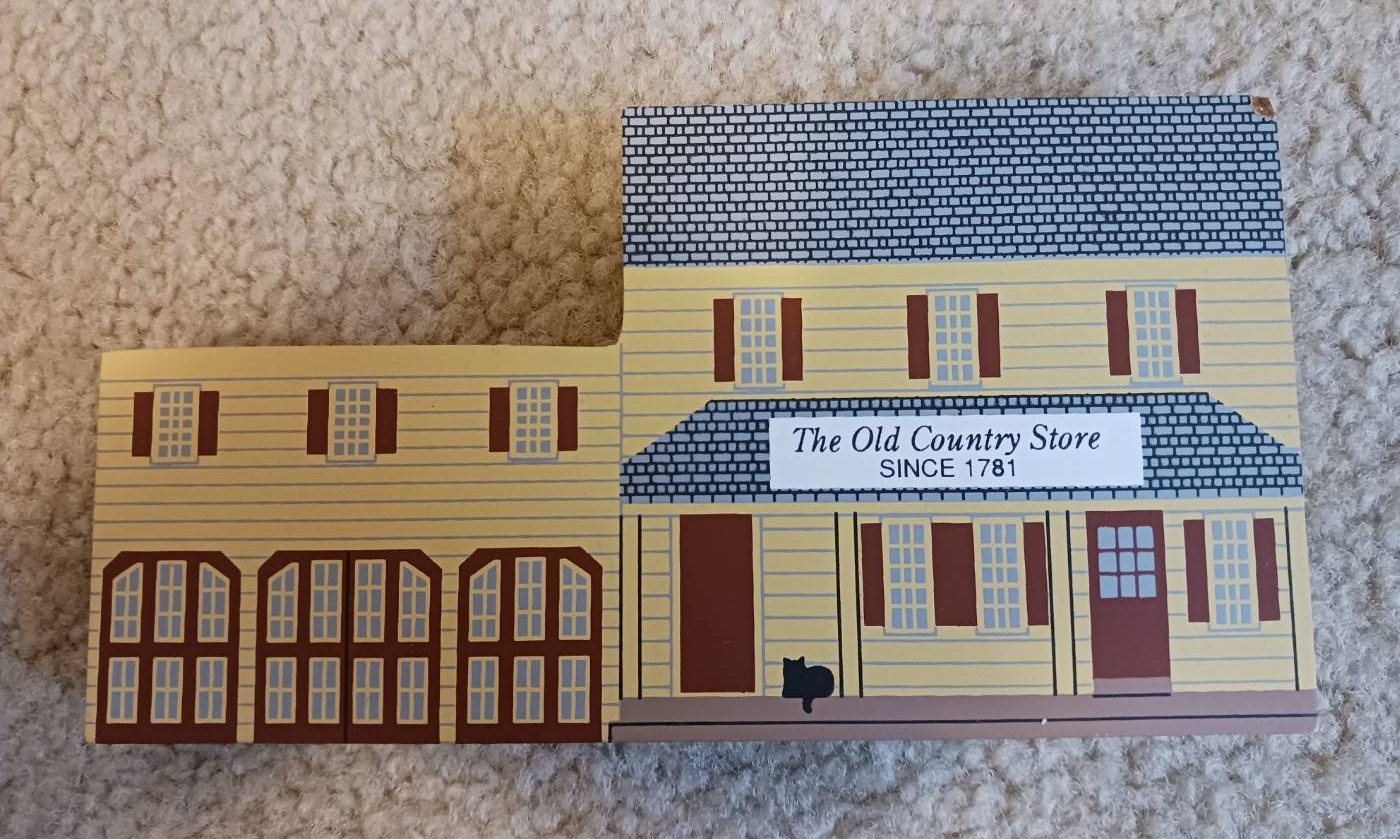 The Old Country Store
SINCE 1781